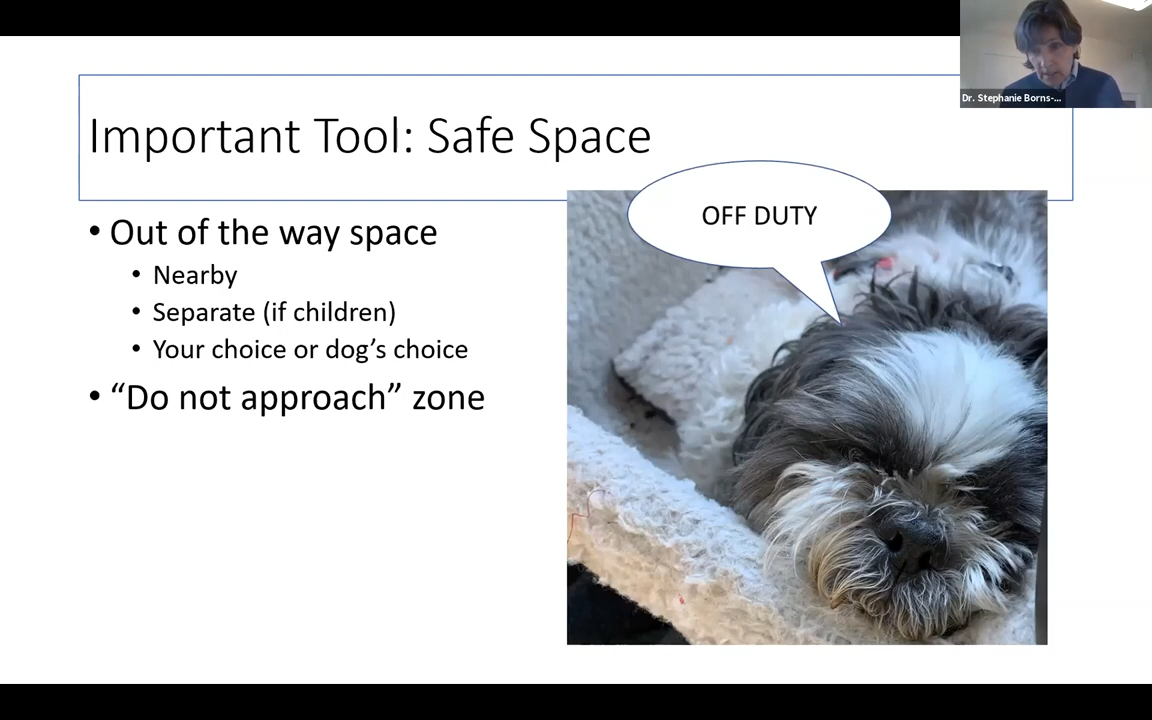 Dr. Stephanie Borns-...
Important Tool: Safe Space
OFF DUTY
• Out of the way space
• Nearby
• Separate (if children)
• Your choice or dog’s choice
• “Do not approach” zone